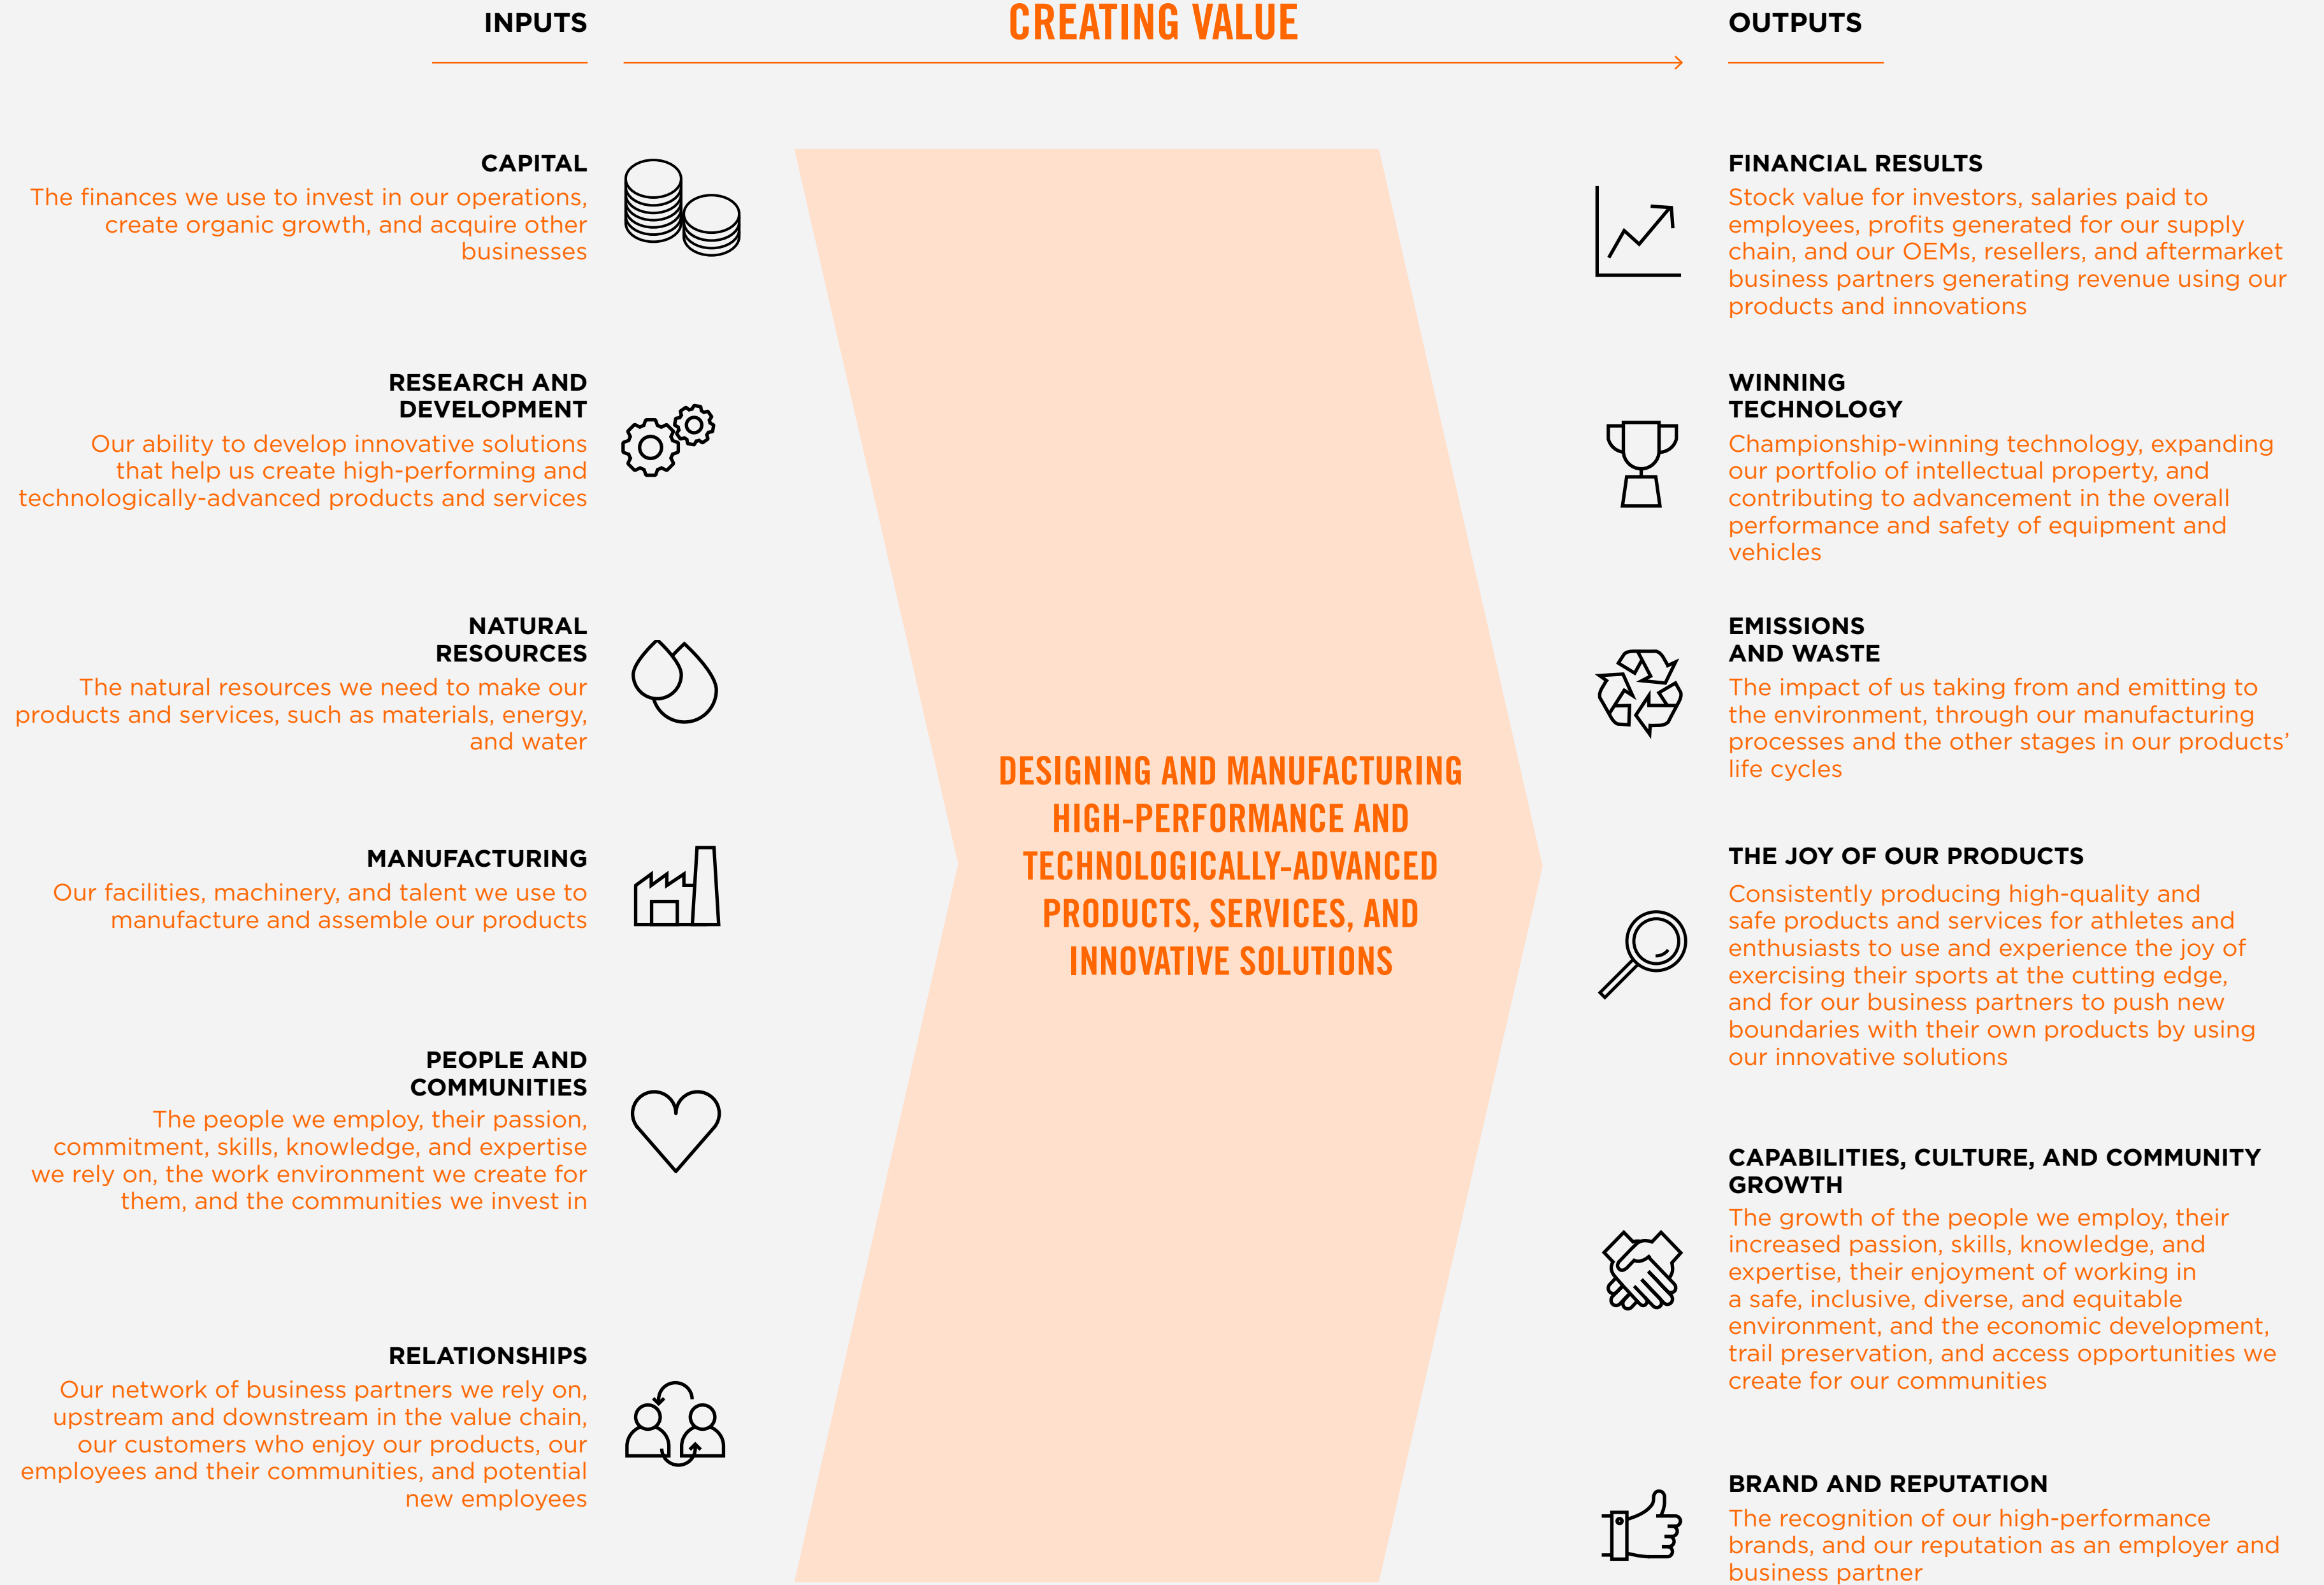 INPUTS
CREATING VALUE
OUTPUTS
CAPITAL
The finances we use to invest in our operations,
create organic growth, and acquire other
businesses
RESEARCH AND
DEVELOPMENT
Our ability to develop innovative solutions
that help us create high-performing and
technologically-advanced products and services
NATURAL
RESOURCES
The natural resources we need to make our
products and services, such as materials, energy,
and water
MANUFACTURING
Our facilities, machinery, and talent we use to
manufacture and assemble our products
PEOPLE AND
COMMUNITIES
The people we employ, their passion,
commitment, skills, knowledge, and expertise
we rely on, the work environment we create for
them, and the communities we invest in
RELATIONSHIPS
Our network of business partners we rely on,
upstream and downstream in the value chain,
our customers who enjoy our products, our
employees and their communities, and potential
new employees
DESIGNING AND MANUFACTURING
HIGH-PERFORMANCE AND
TECHNOLOGICALLY-ADVANCED
PRODUCTS, SERVICES, AND
INNOVATIVE SOLUTIONS
FINANCIAL RESULTS
Stock value for investors, salaries paid to
employees, profits generated for our supply
chain, and our OEMs, resellers, and aftermarket
business partners generating revenue using our
products and innovations
WINNING
TECHNOLOGY
Championship-winning technology, expanding
our portfolio of intellectual property, and
contributing to advancement in the overall
performance and safety of equipment and
vehicles
EMISSIONS
AND WASTE
The impact of us taking from and emitting to
the environment, through our manufacturing
processes and the other stages in our products’
life cycles
THE JOY OF OUR PRODUCTS
Consistently producing high-quality and
safe products and services for athletes and
enthusiasts to use and experience the joy of
exercising their sports at the cutting edge,
and for our business partners to push new
boundaries with their own products by using
our innovative solutions
CAPABILITIES, CULTURE, AND COMMUNITY
GROWTH
The growth of the people we employ, their
increased passion, skills, knowledge, and
expertise, their enjoyment of working in
a safe, inclusive, diverse, and equitable
environment, and the economic development,
trail preservation, and access opportunities we
create for our communities
BRAND AND REPUTATION
The recognition of our high-performance
brands, and our reputation as an employer and
business partner